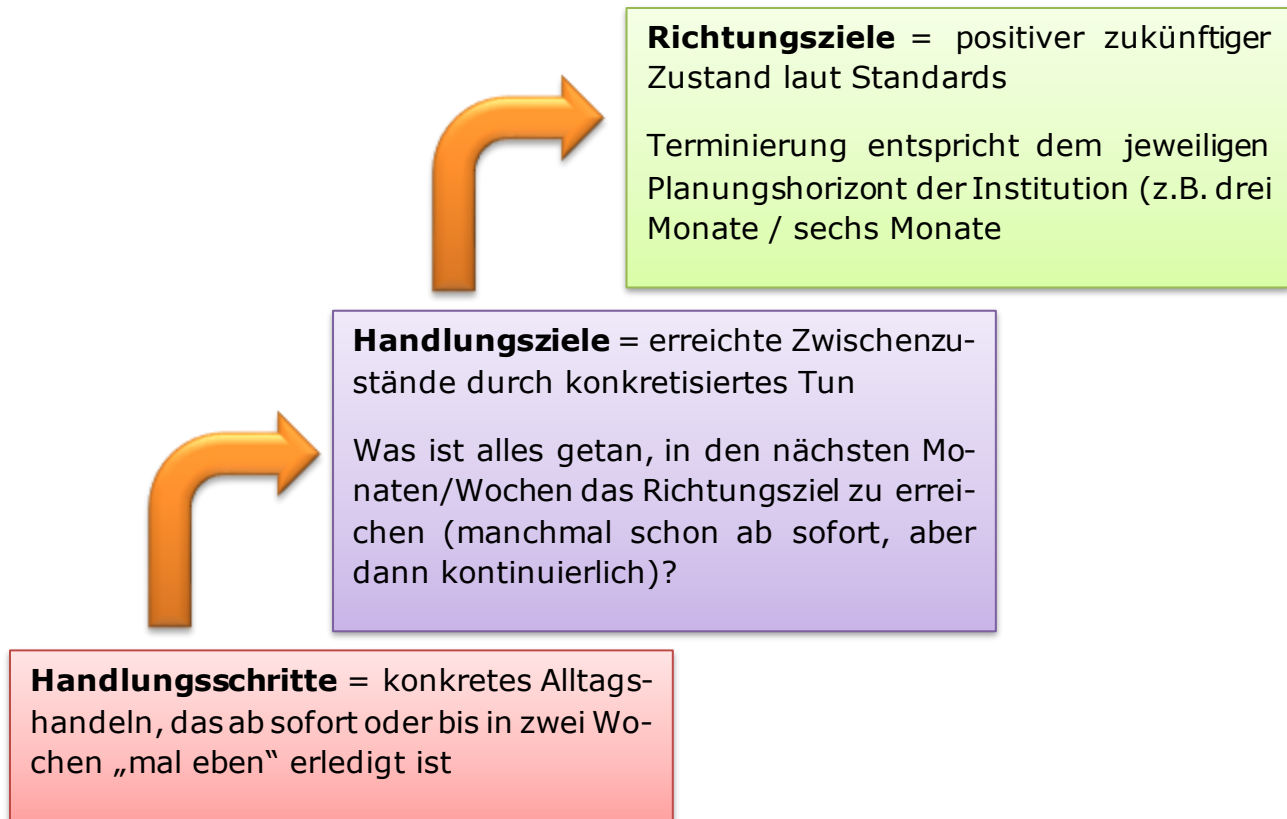 Richtungsziele = positiver zukünftiger
Zustand laut Standards
Terminierung entspricht dem jeweiligen
Planungshorizont der Institution (z.B. drei
Monate / sechs Monate
Handlungsziele = erreichte Zwischenzu-
stände durch konkretisiertes Tun
Was ist alles getan, in den nächsten Mo-
naten/Wochen das Richtungsziel zu errei-
chen (manchmal schon ab sofort, aber
dann kontinuierlich)?
Handlungsschritte = konkretes Alltags-
handeln, das ab sofort oder bis in zwei Wo-
chen „mal eben“ erledigt ist